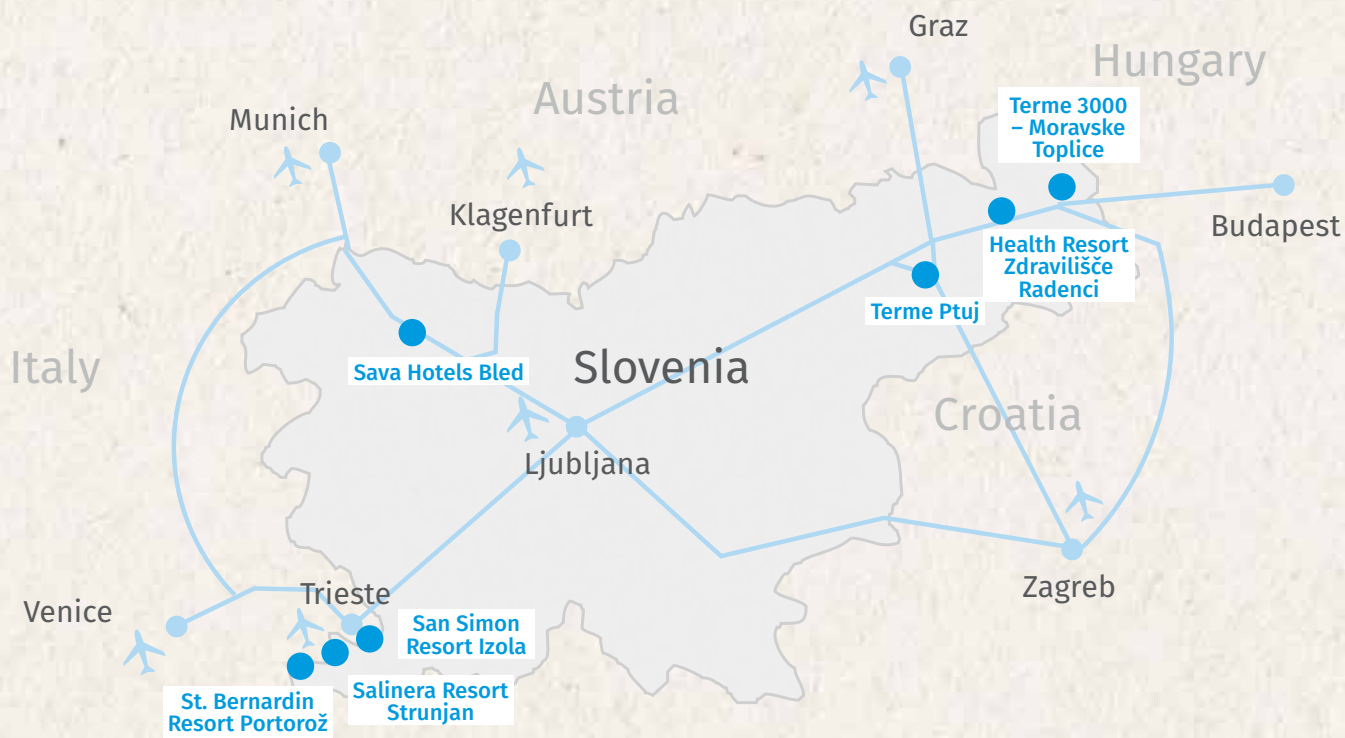 Graz
Hungary
Austria
Munich
Terme 3000
– Moravske
Toplice
Klagenfurt
Budapest
Health Resort
Zdravilišče
Radenci
Terme Ptuj
Italy
Sava Hotels Bled
Slovenia
Croatia
Ljubljana
Zagreb
Trieste
Venice
San Simon
Resort Izola
Salinera Resort
Strunjan
St. Bernardin
Resort Portorož